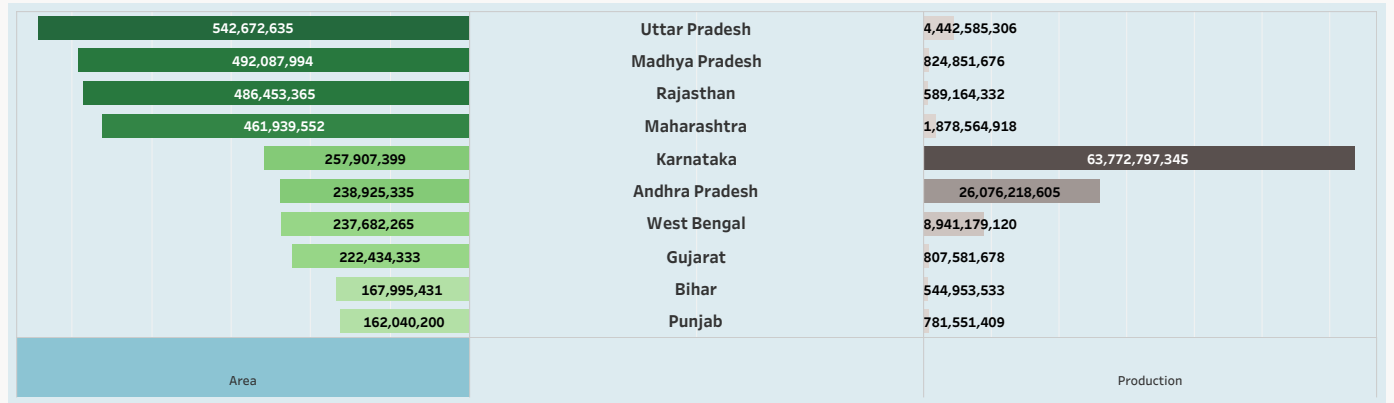 542,672,635 Uttar Pradesh 4,442,585,306
492,087,994 Madhya Pradesh 824,851,676
486,453,365 Rajasthan 589,164,332
461,939,552 Maharashtra 1,878,564,918
257,907,399 Karnataka 63,772,797,345
238,925,335 Andhra Pradesh 26,076,218,605
237,682,265 West Bengal 8,941,179,120
222,434,333 Gujarat 807,581,678
167,995,431 Bihar 544,953,533
162,040,200 Punjab 781,551,409
Area Production